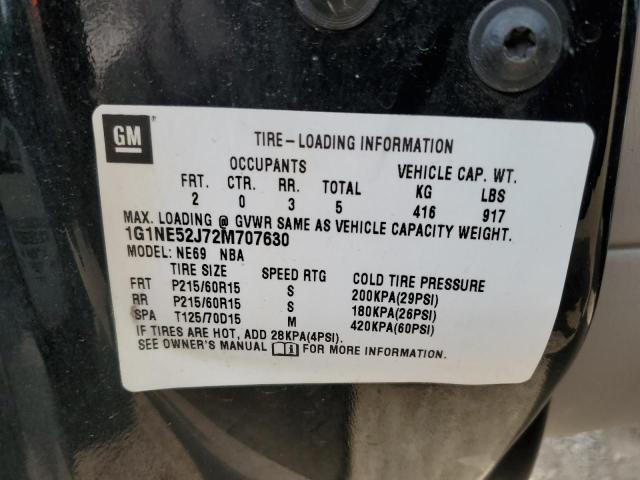 GM
TIRE-LOADING INFORMATION
OCCUPANTS VEHICLE CAP. WT.
FRT. CTR. RR. TOTAL KG LBS
2 0 3 5 416 917
MAX. LOADING @ GVWR SAME AS VEHICLE CAPACITY WEIGHT.
1G1NE52J72M707630
MODEL: NE69 NBA
TIRE SIZE SPEED RTG COLD TIRE PRESSURE
FRT P215/60R15 S 200KPA(29PSI)
RR P215/60R15 S 180KPA(26PSI)
SPA T125/70D15 M 420KPA(60PSI)
IF TIRES ARE HOT, ADD 28KPA(4PSI).
SEE OWNER'S MANUAL FOR MORE INFORMATION.